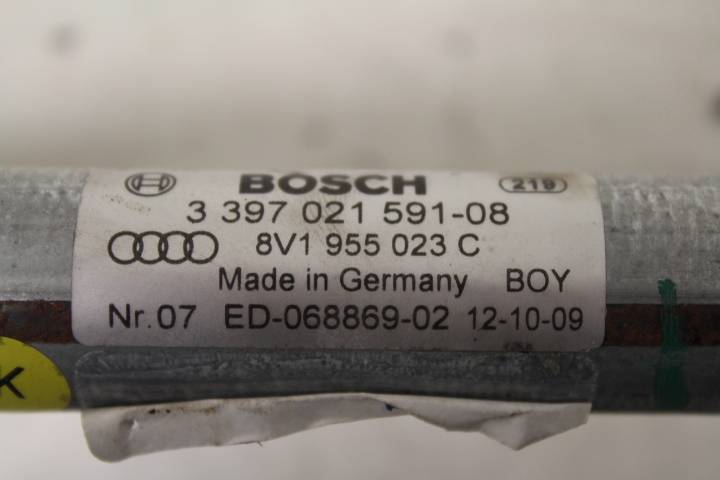 BOSCH 219
3 397 021 591-08
8V1 955 023 C
Made in Germany BOY
Nr.07 ED-068869-02 12-10-09
K